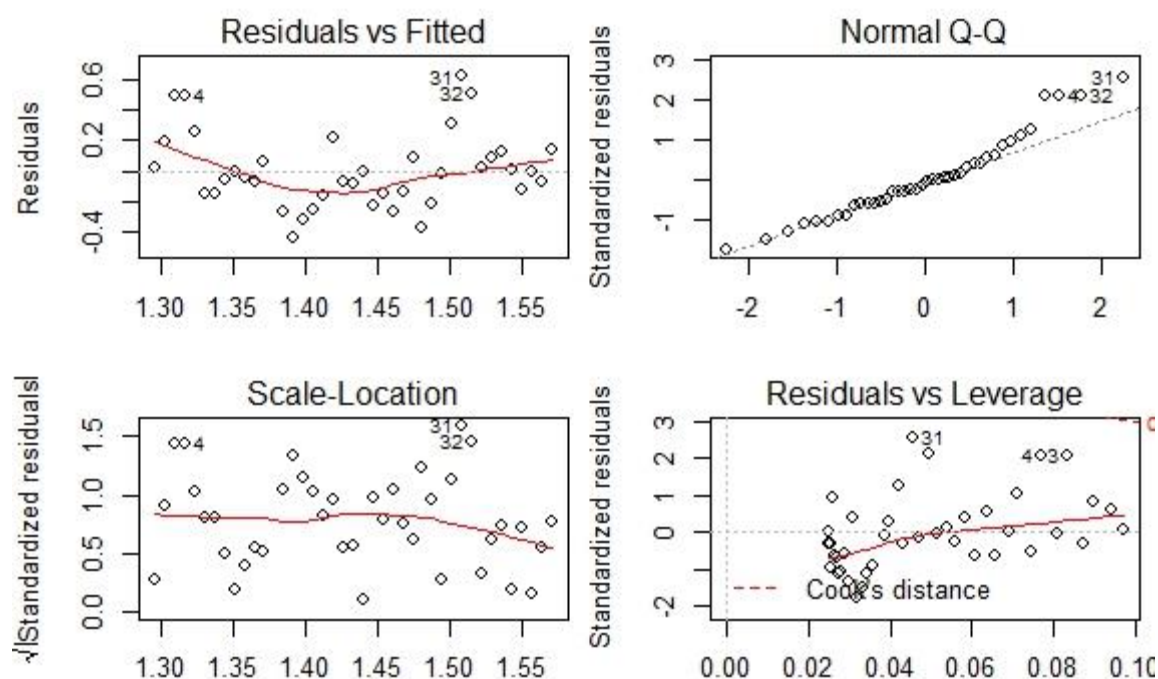 Residuals vs Fitted
Residuals
-0.4 0.2 0.6
31
32
4
1.30 1.35 1.40 1.45 1.50 1.55
Normal Q-Q
Standardized residuals
-1 1 2 3
31
4 32
-2 -1 0 1 2
Scale-Location
√|Standardized residuals|
0.0 0.5 1.0 1.5
31
32
4
1.30 1.35 1.40 1.45 1.50 1.55
Residuals vs Leverage
Standardized residuals
-2 0 1 2 3
31
4 3
Cook's distance
0.00 0.02 0.04 0.06 0.08 0.10